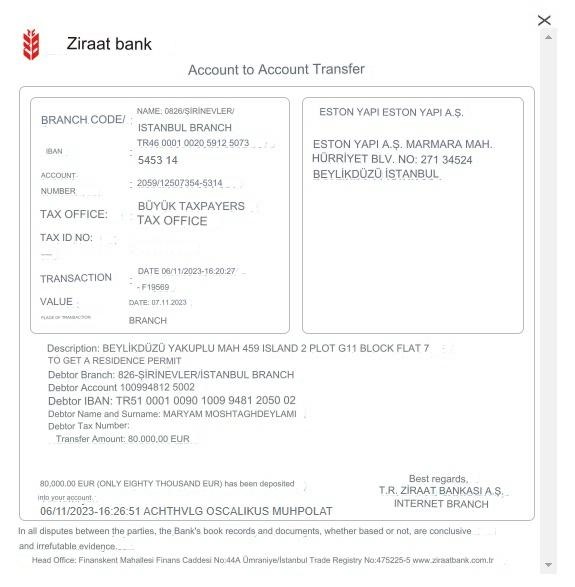 Ziraat bank
Account to Account Transfer
BRANCH CODE/ :
NAME: 0826/ŞİRİNEVLER/
ISTANBUL BRANCH
IBAN :
TR46 0001 0020 5912 5073
5453 14
ACCOUNT
NUMBER :
2059/12507354-5314
TAX OFFICE: :
BÜYÜK TAXPAYERS
TAX OFFICE
TAX ID NO:
TRANSACTION :
DATE 06/11/2023-16:20:27
- F19569
VALUE :
DATE: 07.11.2023
PLACE OF TRANSACTION
BRANCH
ESTON YAPI ESTON YAPI A.Ş.
ESTON YAPI A.Ş. MARMARA MAH.
HÜRRİYET BLV. NO: 271 34524
BEYLİKDÜZÜ İSTANBUL
Description: BEYLİKDÜZÜ YAKUPLU MAH 459 ISLAND 2 PLOT G11 BLOCK FLAT 7
TO GET A RESIDENCE PERMIT
Debtor Branch: 826-ŞİRİNEVLER/İSTANBUL BRANCH
Debtor Account 100994812 5002
Debtor IBAN: TR51 0001 0090 1009 9481 2050 02
Debtor Name and Surname: MARYAM MOSHTAGHDEYLAMI
Debtor Tax Number:
Transfer Amount: 80.000,00 EUR
80,000.00 EUR (ONLY EIGHTY THOUSAND EUR) has been deposited
into your account.
06/11/2023-16:26:51 ACHTHVLG OSCALIKUS MUHPOLAT
Best regards,
T.R. ZİRAAT BANKASI A.Ş.
INTERNET BRANCH
In all disputes between the parties, the Bank's book records and documents, whether based or not, are conclusive
and irrefutable evidence.
Head Office: Finanskent Mahallesi Finans Caddesi No:44A Ümraniye/İstanbul Trade Registry No:475225-5 www.ziraatbank.com.tr